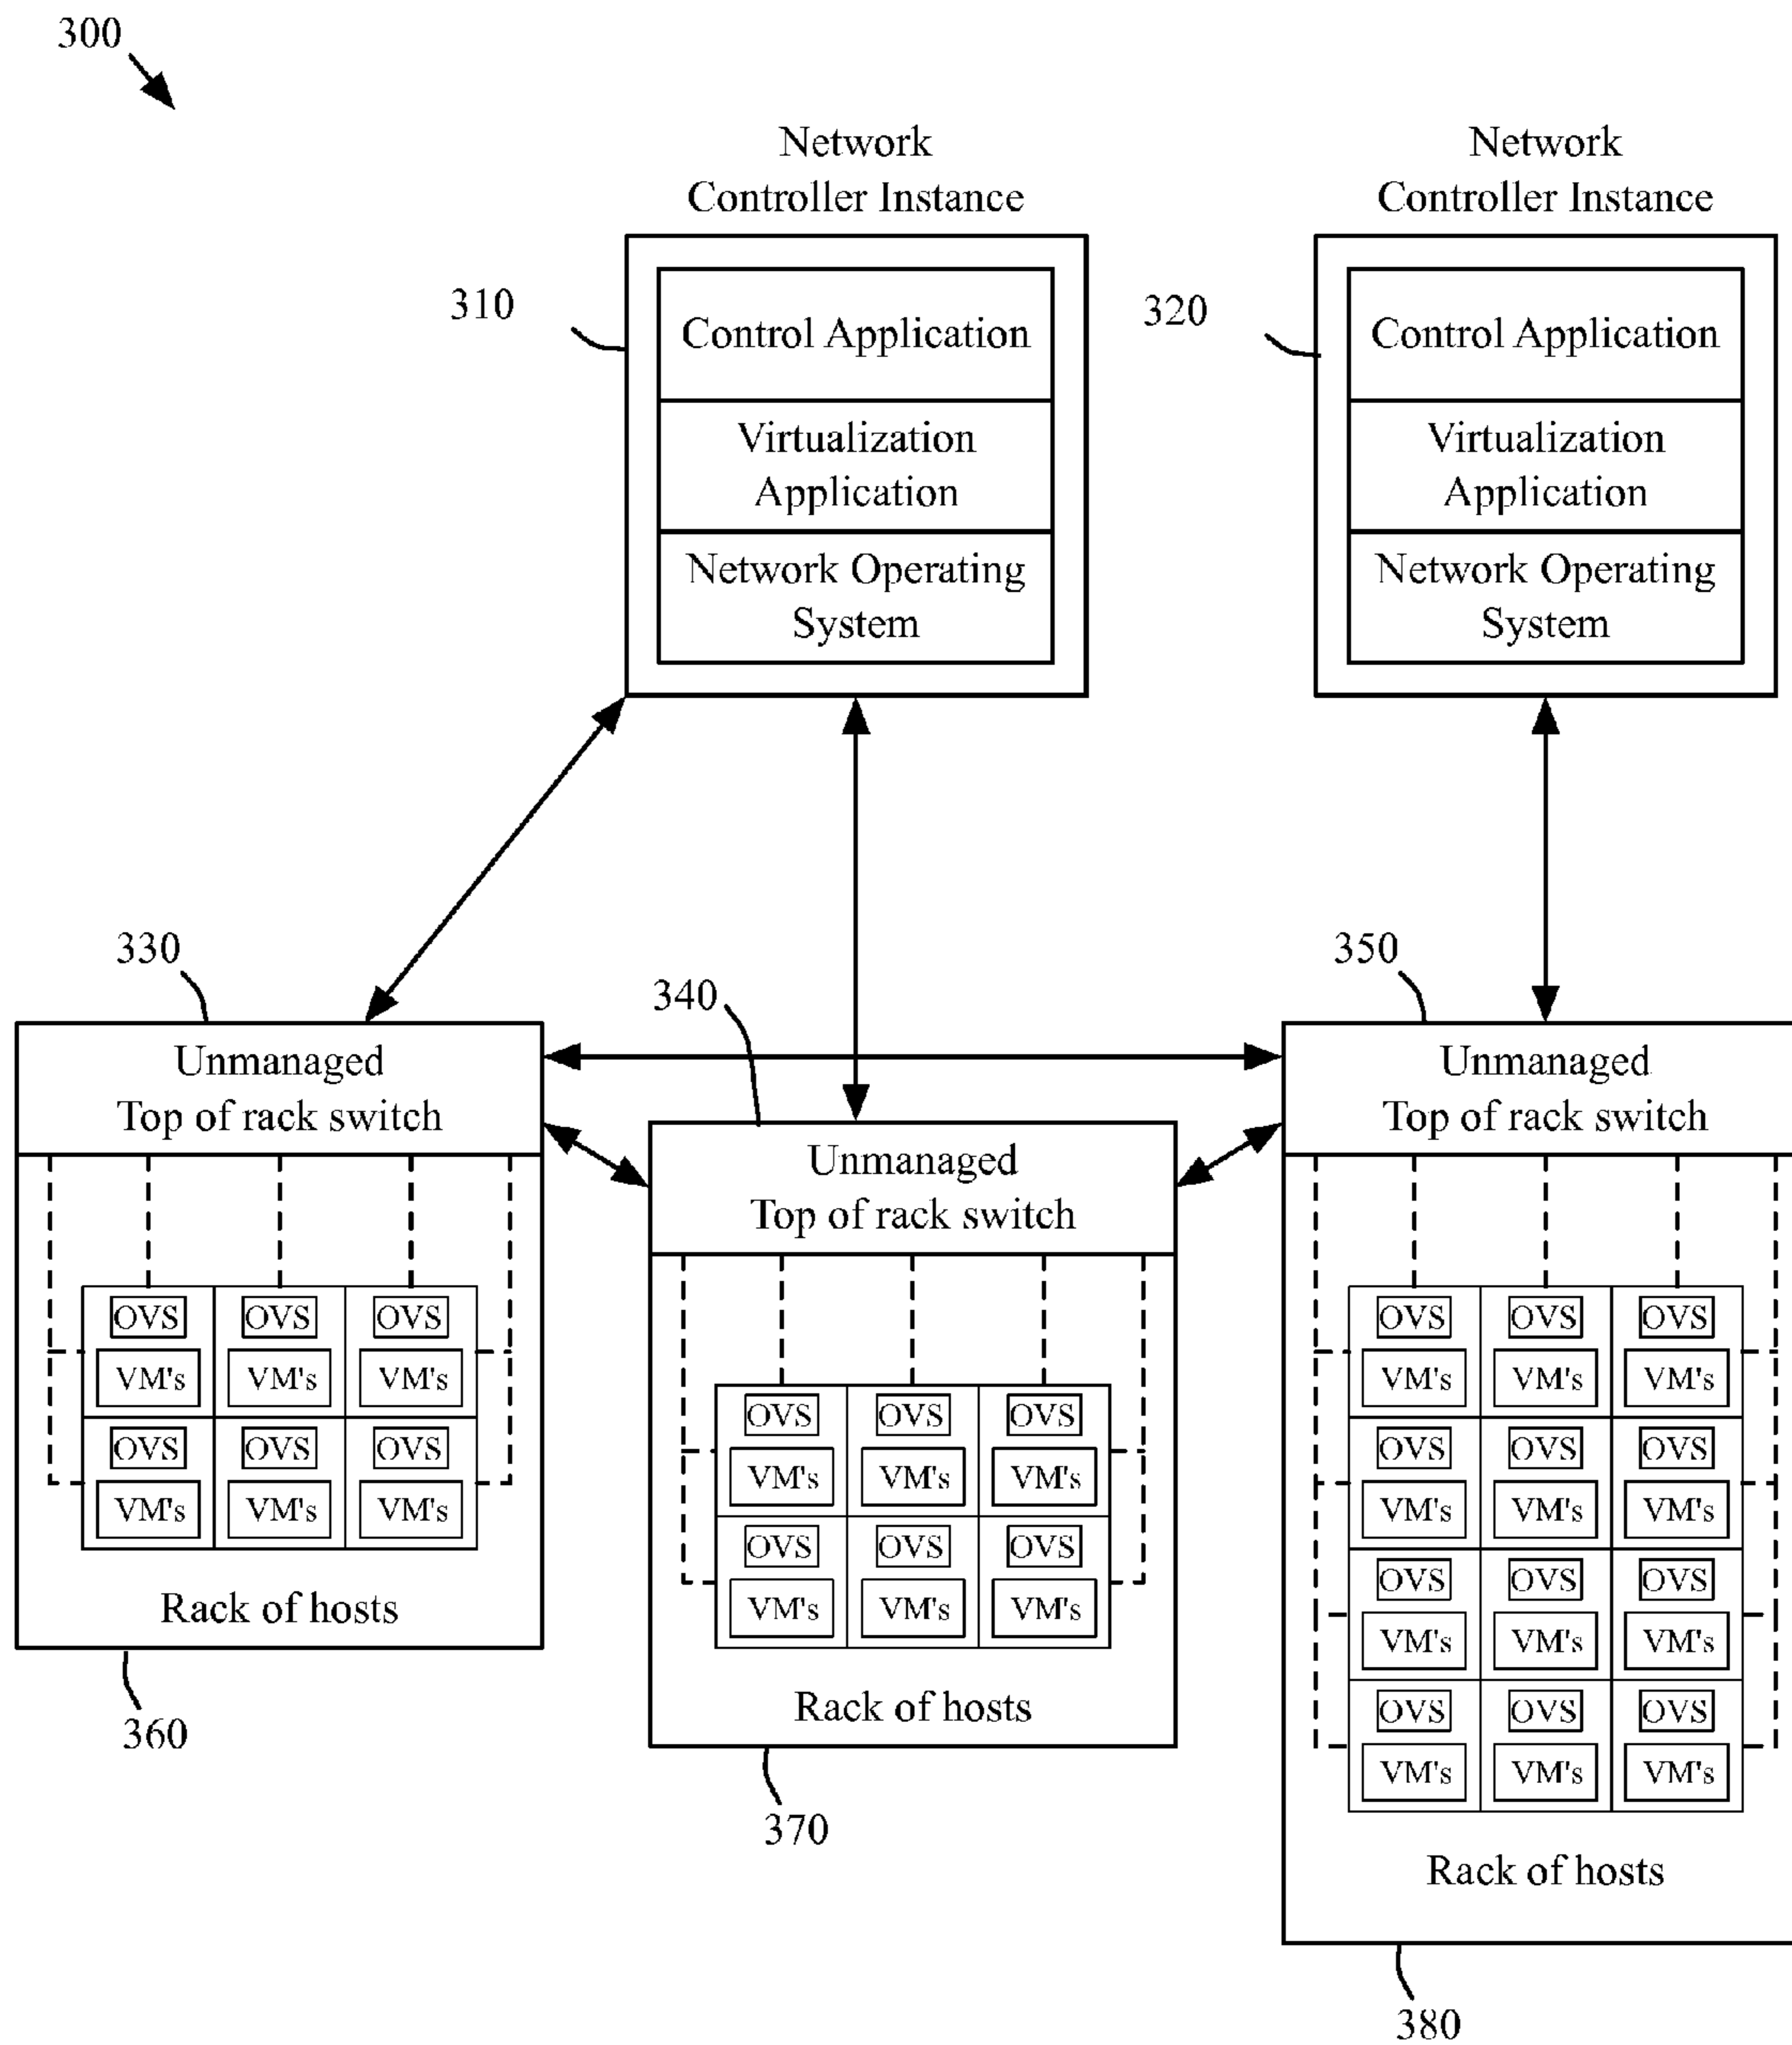 300
Network
Controller Instance
Network
Controller Instance
310
Control Application
Virtualization
Application
Network Operating
System
320
Control Application
Virtualization
Application
Network Operating
System
330
Unmanaged
Top of rack switch
340
Unmanaged
Top of rack switch
350
Unmanaged
Top of rack switch
OVS OVS OVS
VM's VM's VM's
OVS OVS OVS
VM's VM's VM's
Rack of hosts
360
OVS OVS OVS
VM's VM's VM's
OVS OVS OVS
VM's VM's VM's
Rack of hosts
370
OVS OVS OVS
VM's VM's VM's
OVS OVS OVS
VM's VM's VM's
OVS OVS OVS
VM's VM's VM's
OVS OVS OVS
VM's VM's VM's
Rack of hosts
380